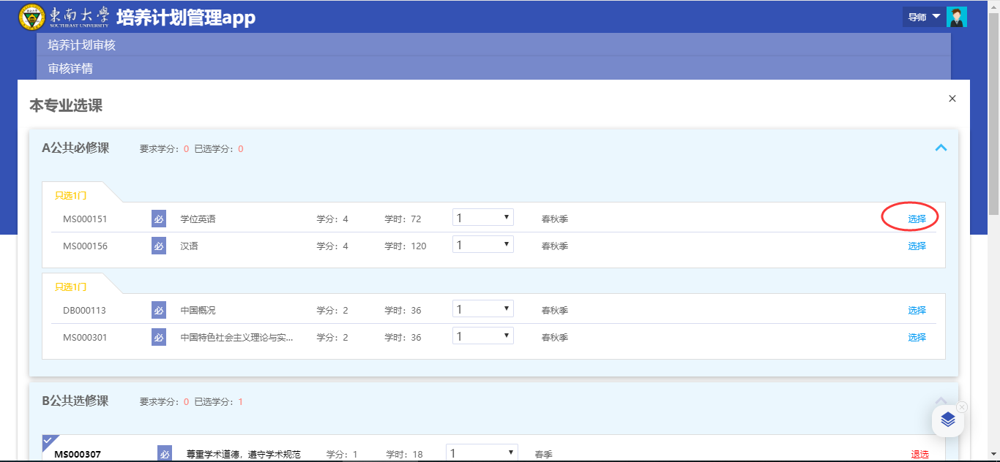 東南大學 培养计划管理app
SOUTHEAST UNIVERSITY
导师
培养计划审核
审核详情
本专业选课
A公共必修课 要求学分: 0 已选学分: 0
只选1门
MS000151 必 学位英语 学分: 4 学时: 72 1 春秋季 选择
MS000156 必 汉语 学分: 4 学时: 120 1 春秋季 选择
只选1门
DB000113 必 中国概况 学分: 2 学时: 36 1 春秋季 选择
MS000301 必 中国特色社会主义理论与实... 学分: 2 学时: 36 1 春秋季 选择
B公共选修课 要求学分: 0 已选学分: 1
MS000307 必 尊重学术道德，遵守学术规范 学分: 1 学时: 18 1 春季 退选